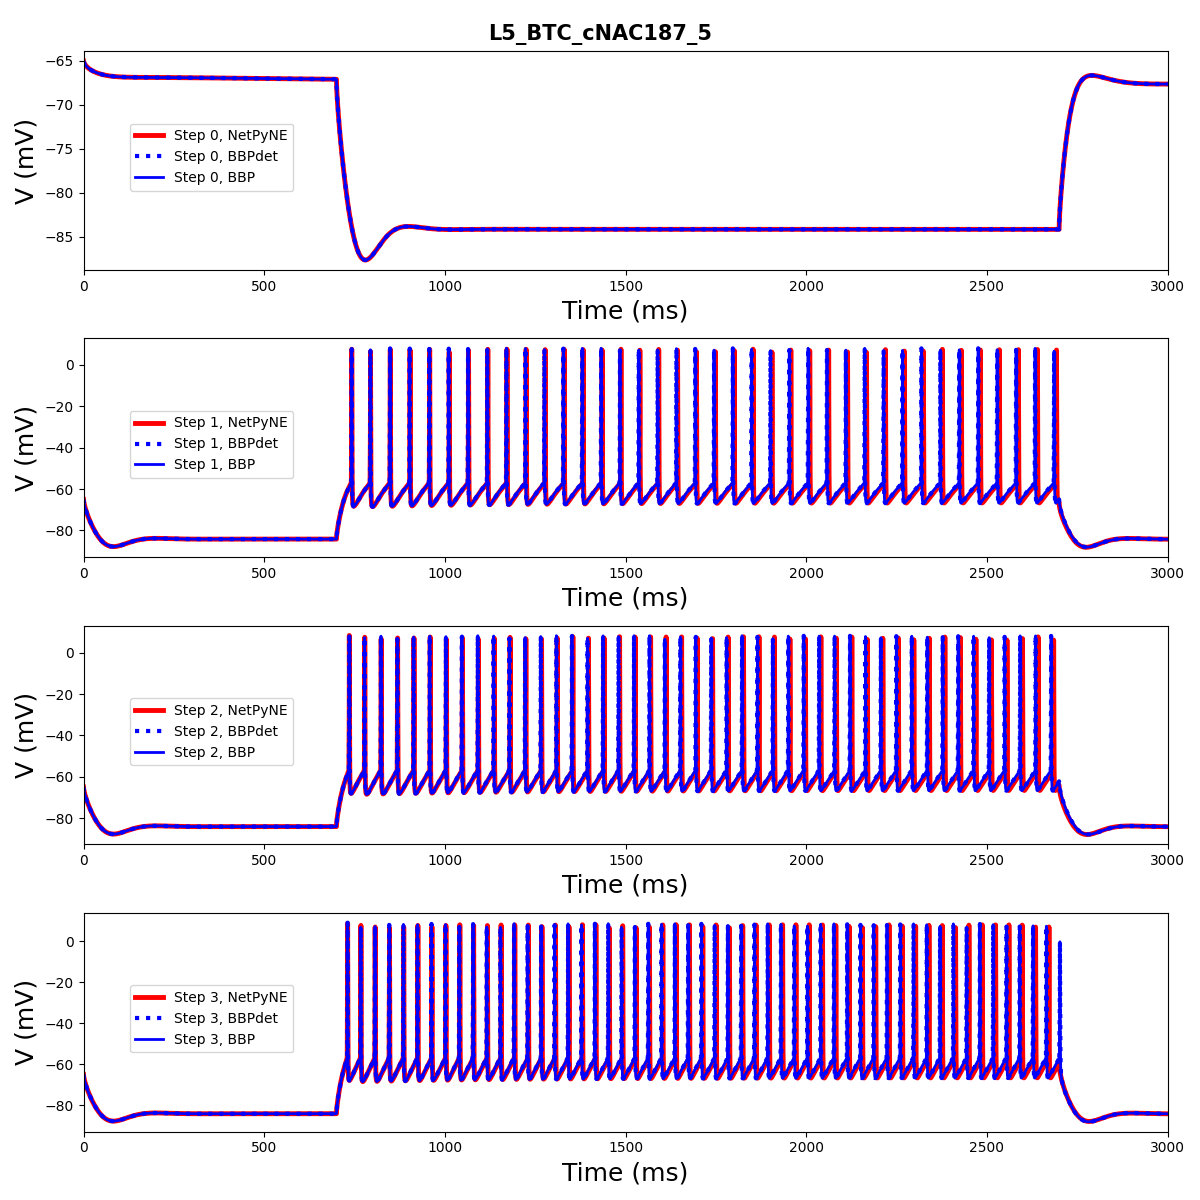 L5_BTC_cNAC187_5
−65
−70
−75
−80
−85
V (mV)
Step 0, NetPyNE
Step 0, BBPdet
Step 0, BBP
0 500 1000 1500 2000 2500 3000
Time (ms)
0
−20
−40
−60
−80
V (mV)
Step 1, NetPyNE
Step 1, BBPdet
Step 1, BBP
0 500 1000 1500 2000 2500 3000
Time (ms)
0
−20
−40
−60
−80
V (mV)
Step 2, NetPyNE
Step 2, BBPdet
Step 2, BBP
0 500 1000 1500 2000 2500 3000
Time (ms)
0
−20
−40
−60
−80
V (mV)
Step 3, NetPyNE
Step 3, BBPdet
Step 3, BBP
0 500 1000 1500 2000 2500 3000
Time (ms)